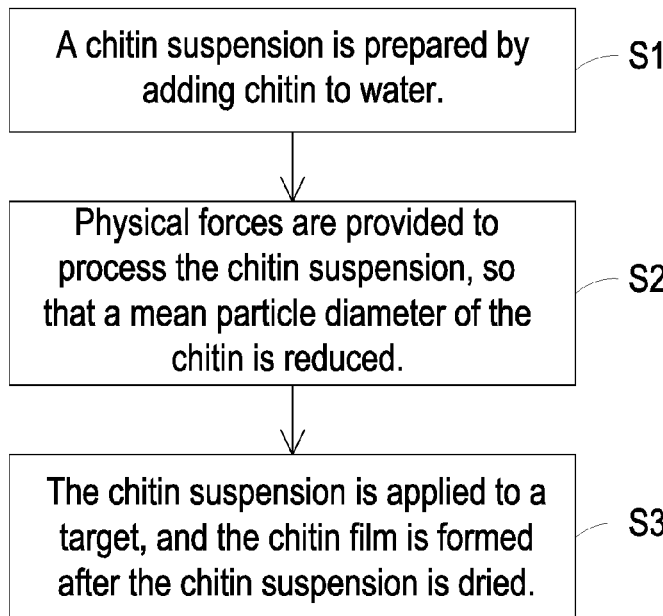 A chitin suspension is prepared by
adding chitin to water.
S1
Physical forces are provided to
process the chitin suspension, so
that a mean particle diameter of the
chitin is reduced.
S2
The chitin suspension is applied to a
target, and the chitin film is formed
after the chitin suspension is dried.
S3